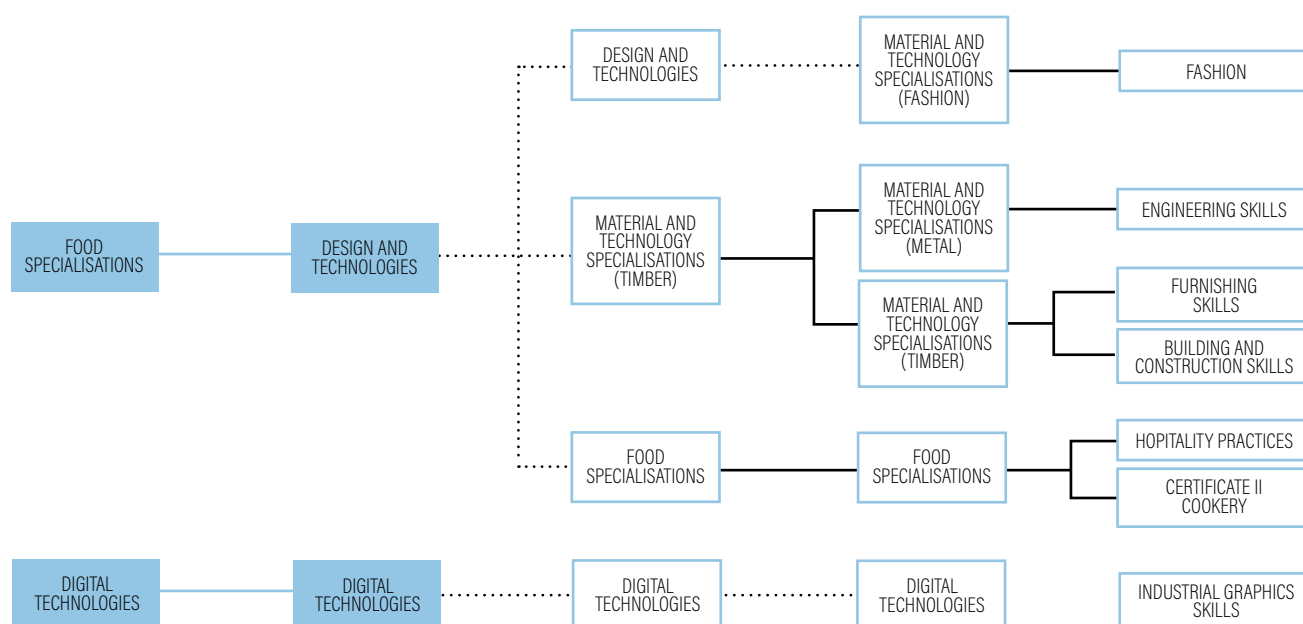 DESIGN AND
TECHNOLOGIES
MATERIAL AND
TECHNOLOGY
SPECIALISATIONS
(FASHION)
FASHION
FOOD
SPECIALISATIONS
DESIGN AND
TECHNOLOGIES
MATERIAL AND
TECHNOLOGY
SPECIALISATIONS
(TIMBER)
MATERIAL AND
TECHNOLOGY
SPECIALISATIONS
(METAL)
ENGINEERING SKILLS
MATERIAL AND
TECHNOLOGY
SPECIALISATIONS
(TIMBER)
FURNISHING
SKILLS
BUILDING AND
CONSTRUCTION SKILLS
FOOD
SPECIALISATIONS
FOOD
SPECIALISATIONS
HOPITALITY PRACTICES
CERTIFICATE II
COOKERY
DIGITAL
TECHNOLOGIES
DIGITAL
TECHNOLOGIES
DIGITAL
TECHNOLOGIES
DIGITAL
TECHNOLOGIES
INDUSTRIAL GRAPHICS
SKILLS